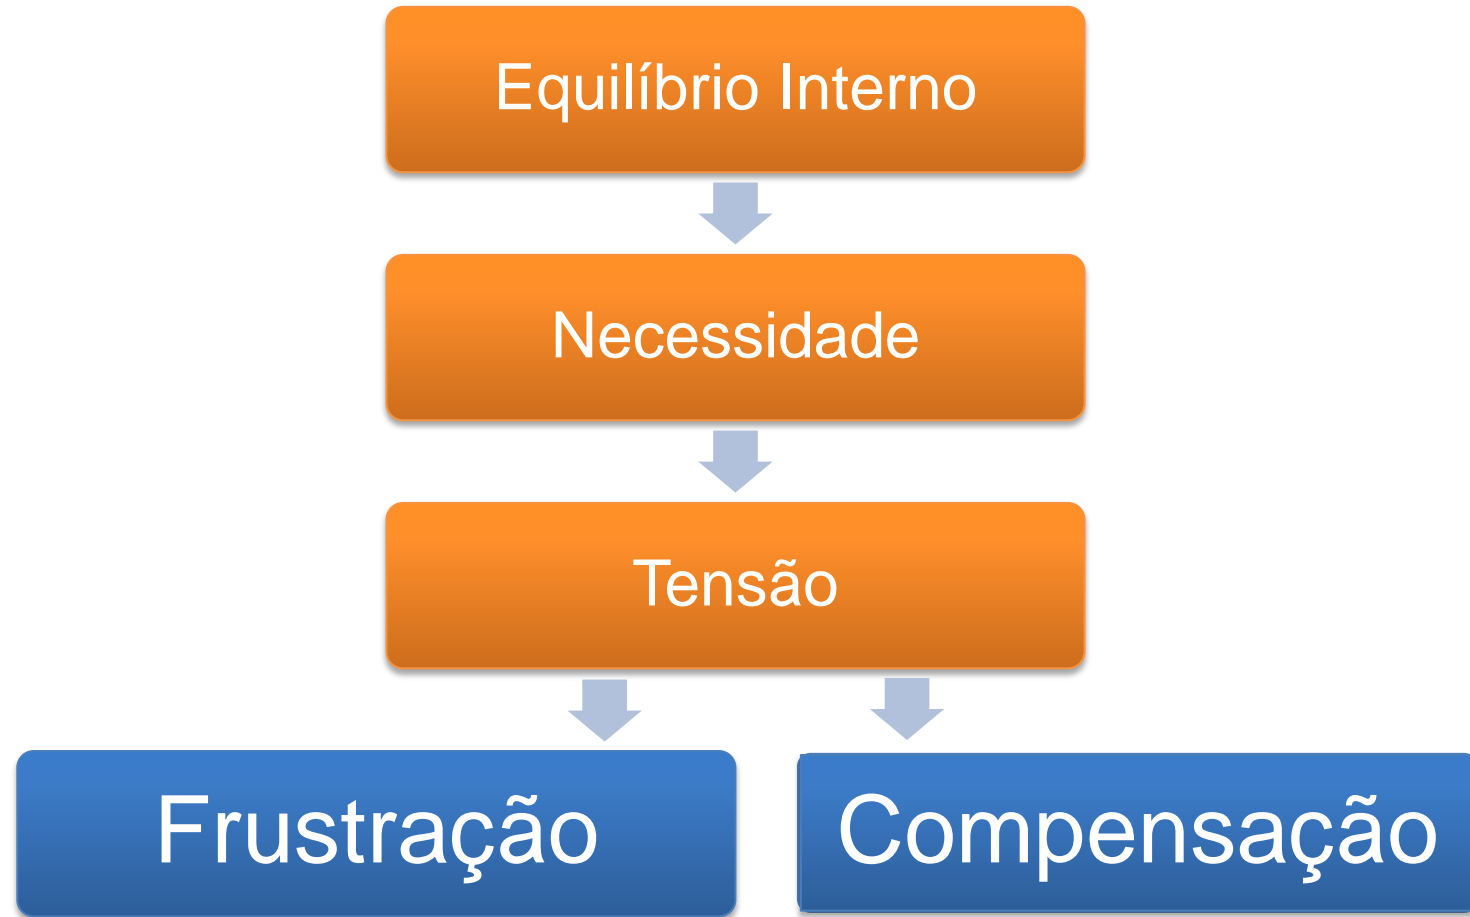 Equilíbrio Interno
Necessidade
Tensão
Frustração
Compensação